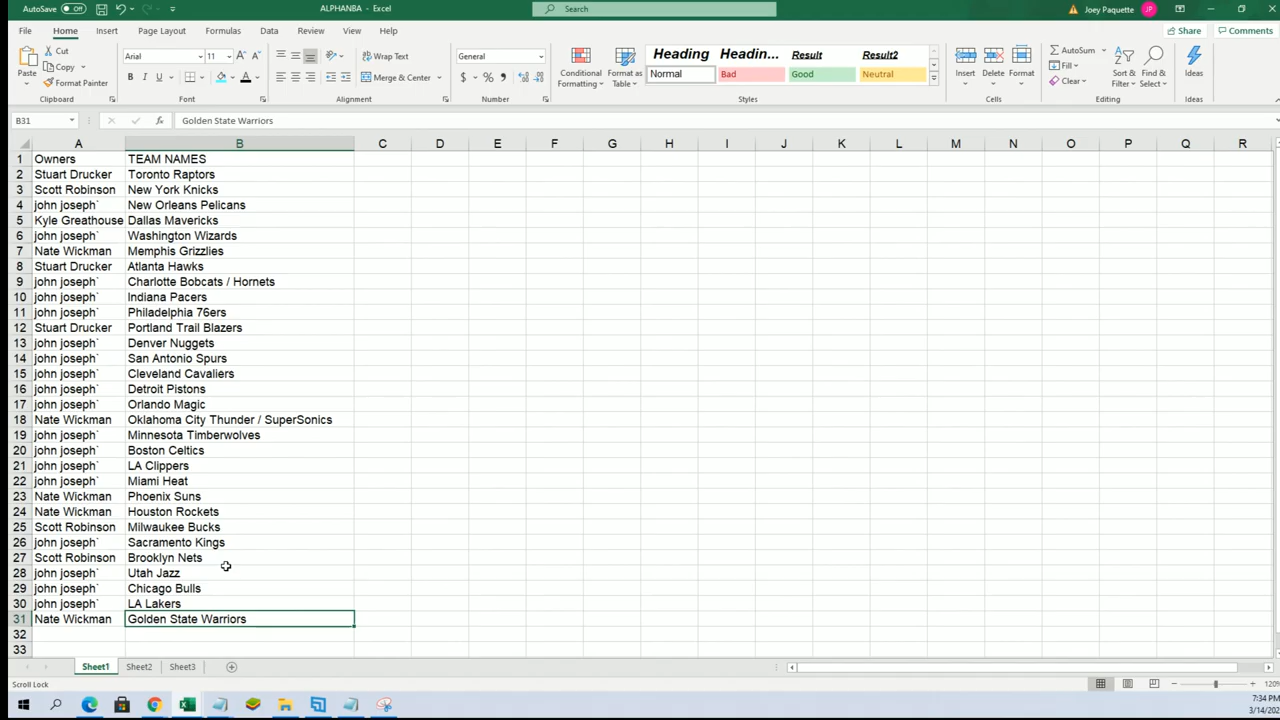 AutoSave Off ALPHANBA - Excel Search Joey Paquette JP
File Home Insert Page Layout Formulas Data Review View Help Share Comments
Paste Cut Copy Format Painter Clipboard
Arial 11 B I U A Font
Wrap Text Merge & Center Alignment
General $ % , Number
Conditional Formatting Format as Table
Heading Headin... Result Result2
Normal Bad Good Neutral Styles
Insert Delete Format Cells
AutoSum Fill Clear Sort & Filter Find & Select Editing
Ideas Ideas
B31 fx Golden State Warriors
A B C D E F G H I J K L M N O P Q R
1 Owners TEAM NAMES
2 Stuart Drucker Toronto Raptors
3 Scott Robinson New York Knicks
4 john joseph` New Orleans Pelicans
5 Kyle Greathouse Dallas Mavericks
6 john joseph` Washington Wizards
7 Nate Wickman Memphis Grizzlies
8 Stuart Drucker Atlanta Hawks
9 john joseph` Charlotte Bobcats / Hornets
10 john joseph` Indiana Pacers
11 john joseph` Philadelphia 76ers
12 Stuart Drucker Portland Trail Blazers
13 john joseph` Denver Nuggets
14 john joseph` San Antonio Spurs
15 john joseph` Cleveland Cavaliers
16 john joseph` Detroit Pistons
17 john joseph` Orlando Magic
18 Nate Wickman Oklahoma City Thunder / SuperSonics
19 john joseph` Minnesota Timberwolves
20 john joseph` Boston Celtics
21 john joseph` LA Clippers
22 john joseph` Miami Heat
23 Nate Wickman Phoenix Suns
24 Nate Wickman Houston Rockets
25 Scott Robinson Milwaukee Bucks
26 john joseph` Sacramento Kings
27 Scott Robinson Brooklyn Nets
28 john joseph` Utah Jazz
29 john joseph` Chicago Bulls
30 john joseph` LA Lakers
31 Nate Wickman Golden State Warriors
32
33
Sheet1 Sheet2 Sheet3
Scroll Lock 120%
7:34 PM
3/14/202